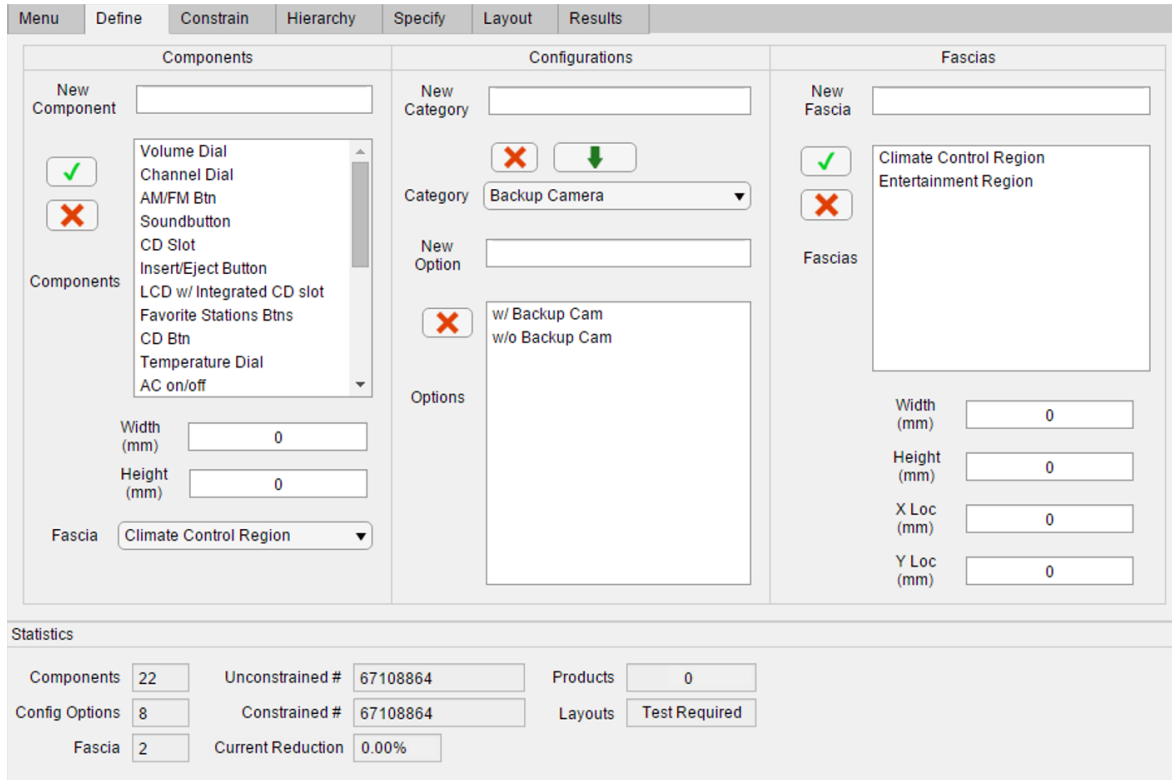 Menu Define Constrain Hierarchy Specify Layout Results
Components
New
Component
Volume Dial
Channel Dial
AM/FM Btn
Soundbutton
CD Slot
Insert/Eject Button
LCD w/ Integrated CD slot
Favorite Stations Btns
CD Btn
Temperature Dial
AC on/off
Components
Width
(mm)
0
Height
(mm)
0
Fascia Climate Control Region
Configurations
New
Category
Category Backup Camera
New
Option
w/ Backup Cam
w/o Backup Cam
Options
Fascias
New
Fascia
Climate Control Region
Entertainment Region
Fascias
Width
(mm)
0
Height
(mm)
0
X Loc
(mm)
0
Y Loc
(mm)
0
Statistics
Components 22 Unconstrained # 67108864 Products 0
Config Options 8 Constrained # 67108864 Layouts Test Required
Fascia 2 Current Reduction 0.00%